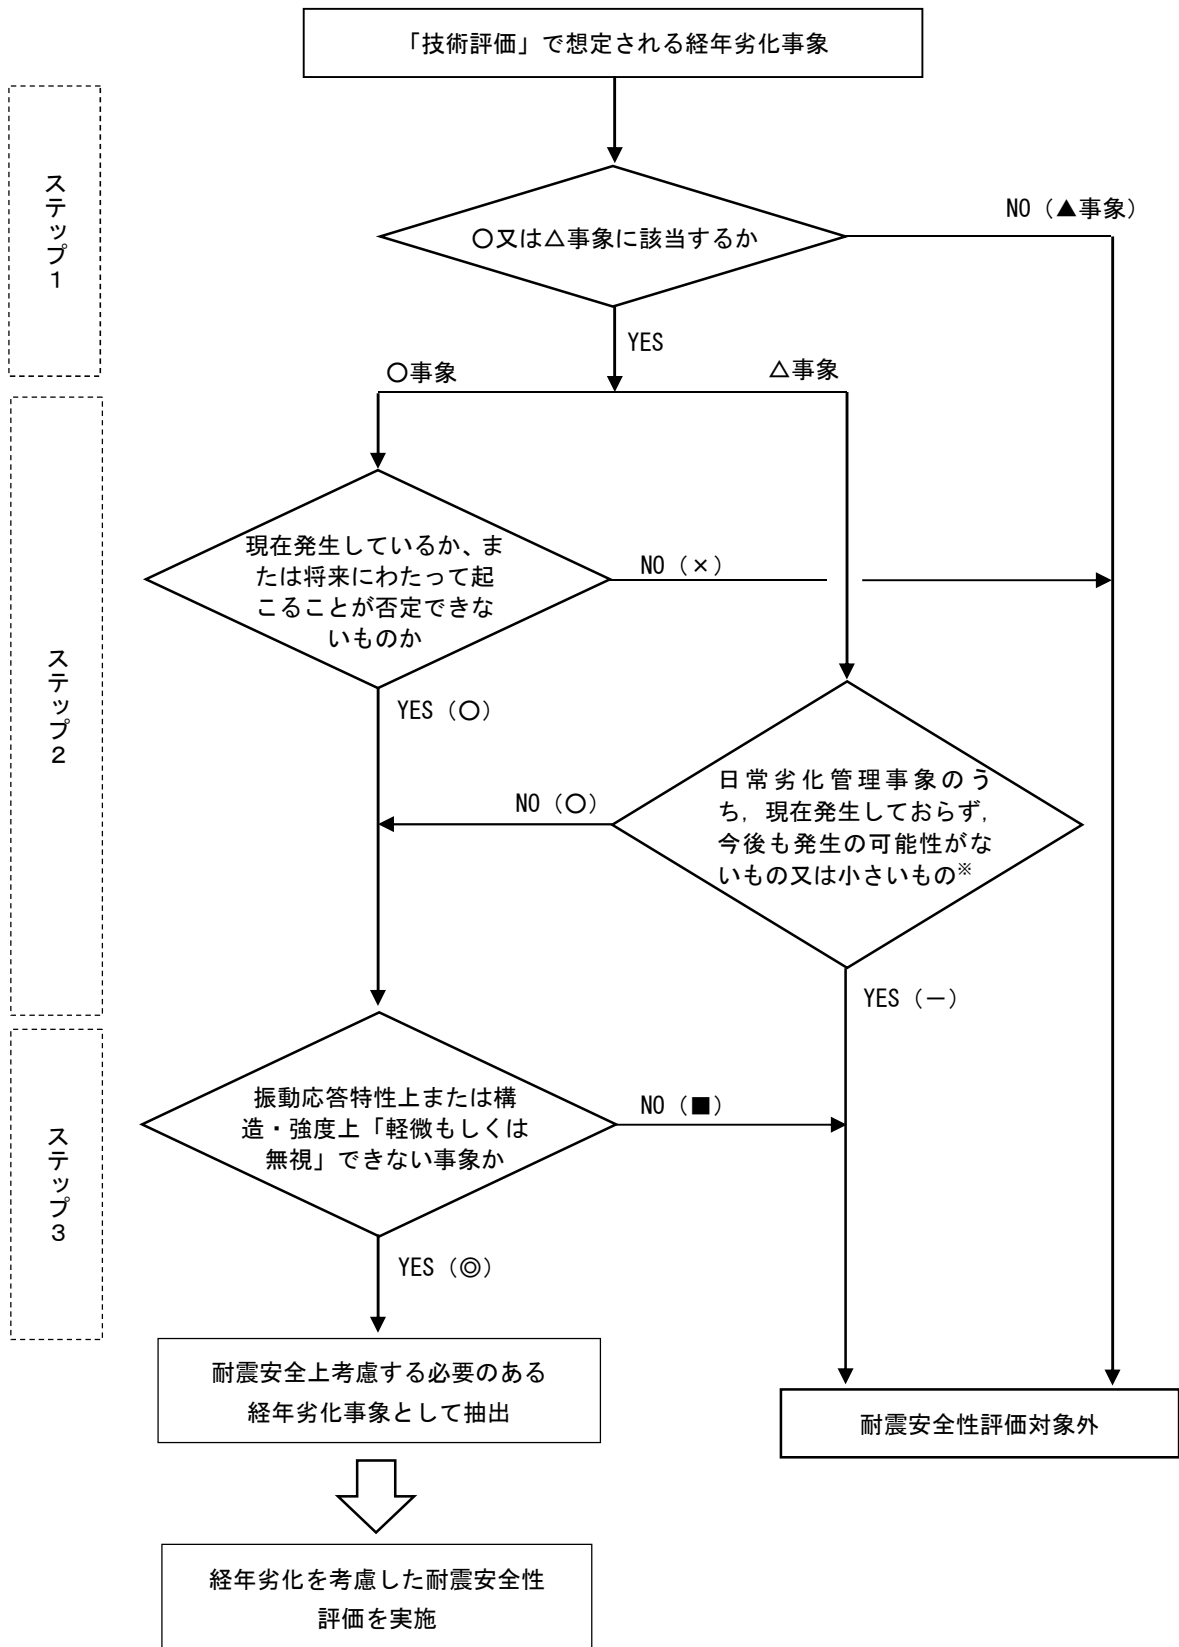 「技術評価」で想定される経年劣化事象
ステップ1
○又は△事象に該当するか
NO（▲事象）
YES
○事象
△事象
ステップ2
現在発生しているか、ま
たは将来にわたって起
こることが否定できな
いものか
NO（×）
YES（○）
日常劣化管理事象のう
ち，現在発生しておらず，
今後も発生の可能性がな
いもの又は小さいもの※
NO（○）
YES（－）
ステップ3
振動応答特性上または構
造・強度上「軽微もしくは
無視」できない事象か
NO（■）
YES（◎）
耐震安全上考慮する必要のある
経年劣化事象として抽出
耐震安全性評価対象外
経年劣化を考慮した耐震安全性
評価を実施